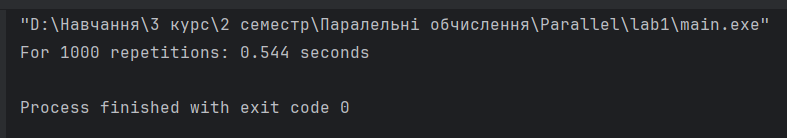 "D:\Навчання\3 курс\2 семестр\Паралельні обчислення\Parallel\lab1\main.exe"
For 1000 repetitions: 0.544 seconds
Process finished with exit code 0